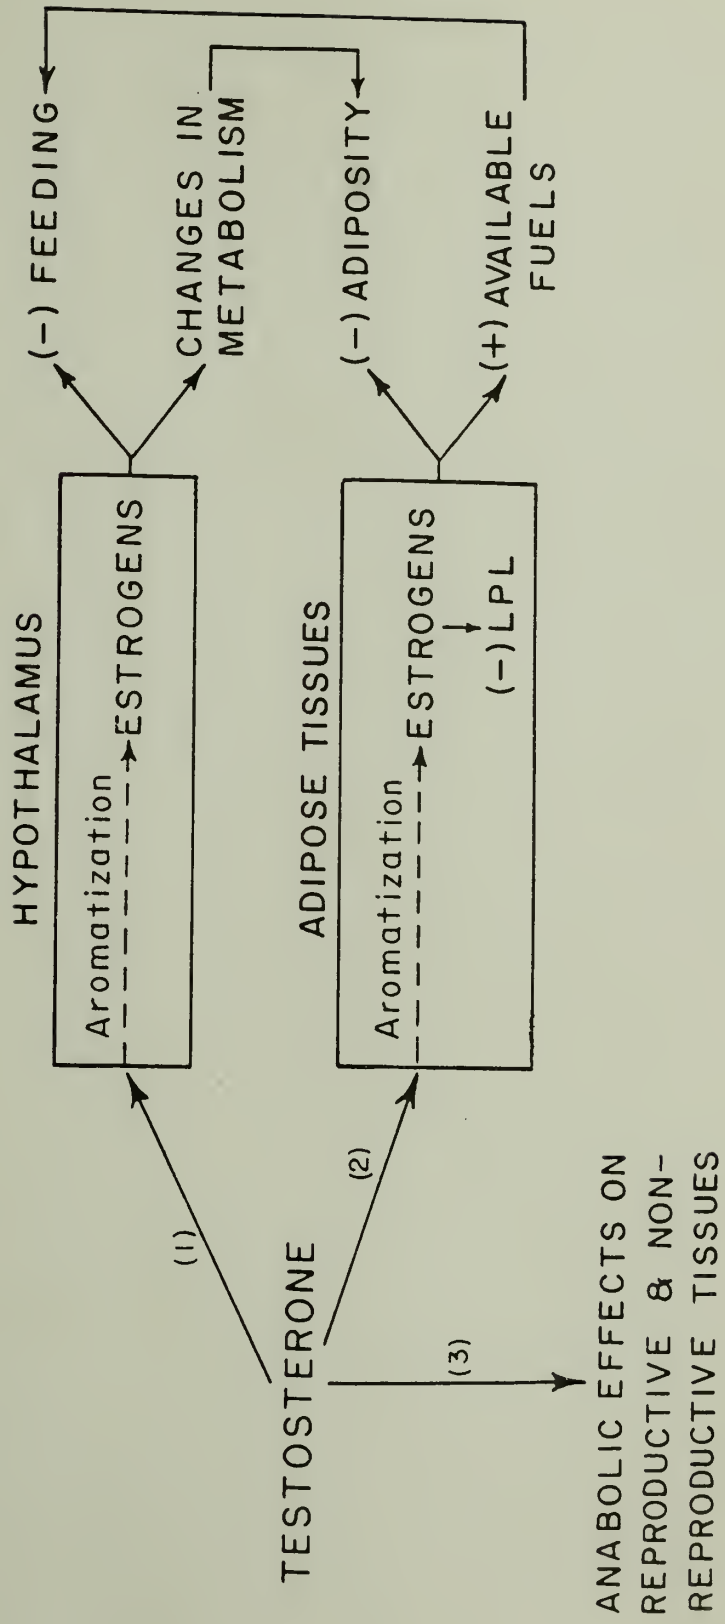 HYPOTHALAMUS
Aromatization
ESTROGENS
(-) FEEDING
CHANGES IN
METABOLISM
(1)
TESTOSTERONE
(2)
ADIPOSE TISSUES
Aromatization
ESTROGENS
(-) LPL
(-) ADIPOSITY
(+) AVAILABLE
FUELS
(3)
ANABOLIC EFFECTS ON
REPRODUCTIVE & NON-
REPRODUCTIVE TISSUES